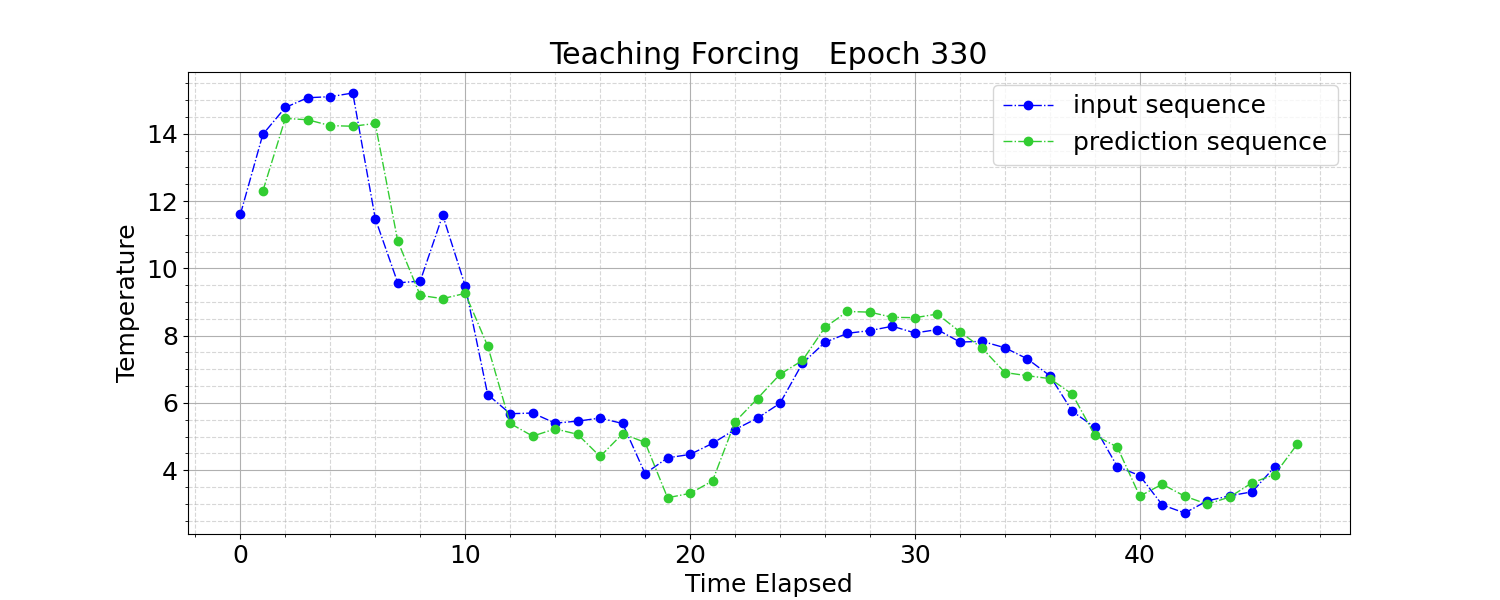 Teaching Forcing   Epoch 330
input sequence
prediction sequence
Temperature
14
12
10
8
6
4
0 10 20 30 40
Time Elapsed